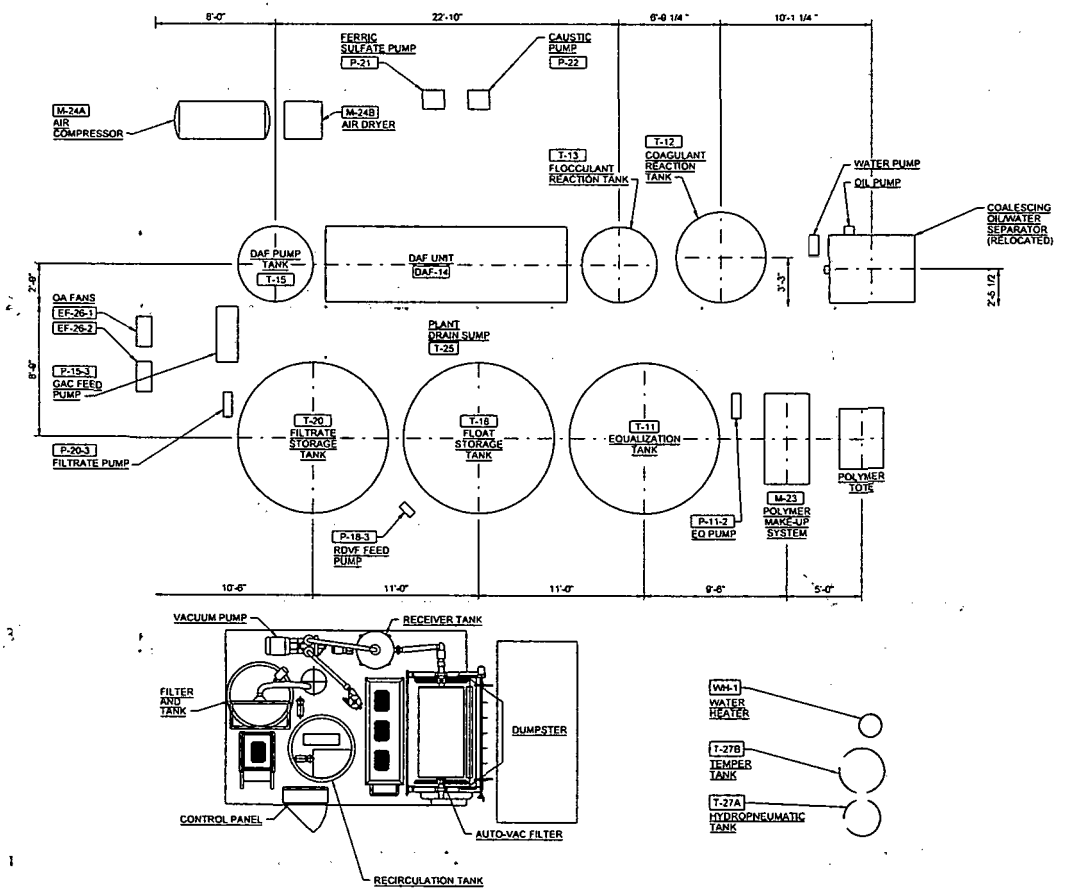 8'-0"
22'-10"
6'-9 1/4"
10'-1 1/4"
FERRIC
SULFATE PUMP
P-21
CAUSTIC
PUMP
P-22
M-24A
AIR
COMPRESSOR
M-24B
AIR DRYER
T-13
FLOCCULANT
REACTION TANK
T-12
COAGULANT
REACTION
TANK
WATER PUMP
OIL PUMP
COALESCING
OIL/WATER
SEPARATOR
(RELOCATED)
DAF PUMP
TANK
T-15
DAF UNIT
DAF-14
3'-3"
2'-5 1/2"
2'-9"
8'-9"
OA FANS
EF-26-1
EF-26-2
PLANT
DRAIN SUMP
T-25
P-15-3
GAC FEED
PUMP
P-20-3
FILTRATE PUMP
T-20
FILTRATE
STORAGE
TANK
T-18
FLOAT
STORAGE
TANK
T-11
EQUALIZATION
TANK
P-18-3
RDVF FEED
PUMP
P-11-2
EQ PUMP
M-23
POLYMER
MAKE-UP
SYSTEM
POLYMER
TOTE
10'-6"
11'-0"
11'-0"
9'-6"
5'-0"
VACUUM PUMP
RECEIVER TANK
FILTER
AND
TANK
DUMPSTER
CONTROL PANEL
AUTO-VAC FILTER
RECIRCULATION TANK
WH-1
WATER
HEATER
T-27B
TEMPER
TANK
T-27A
HYDROPNEUMATIC
TANK